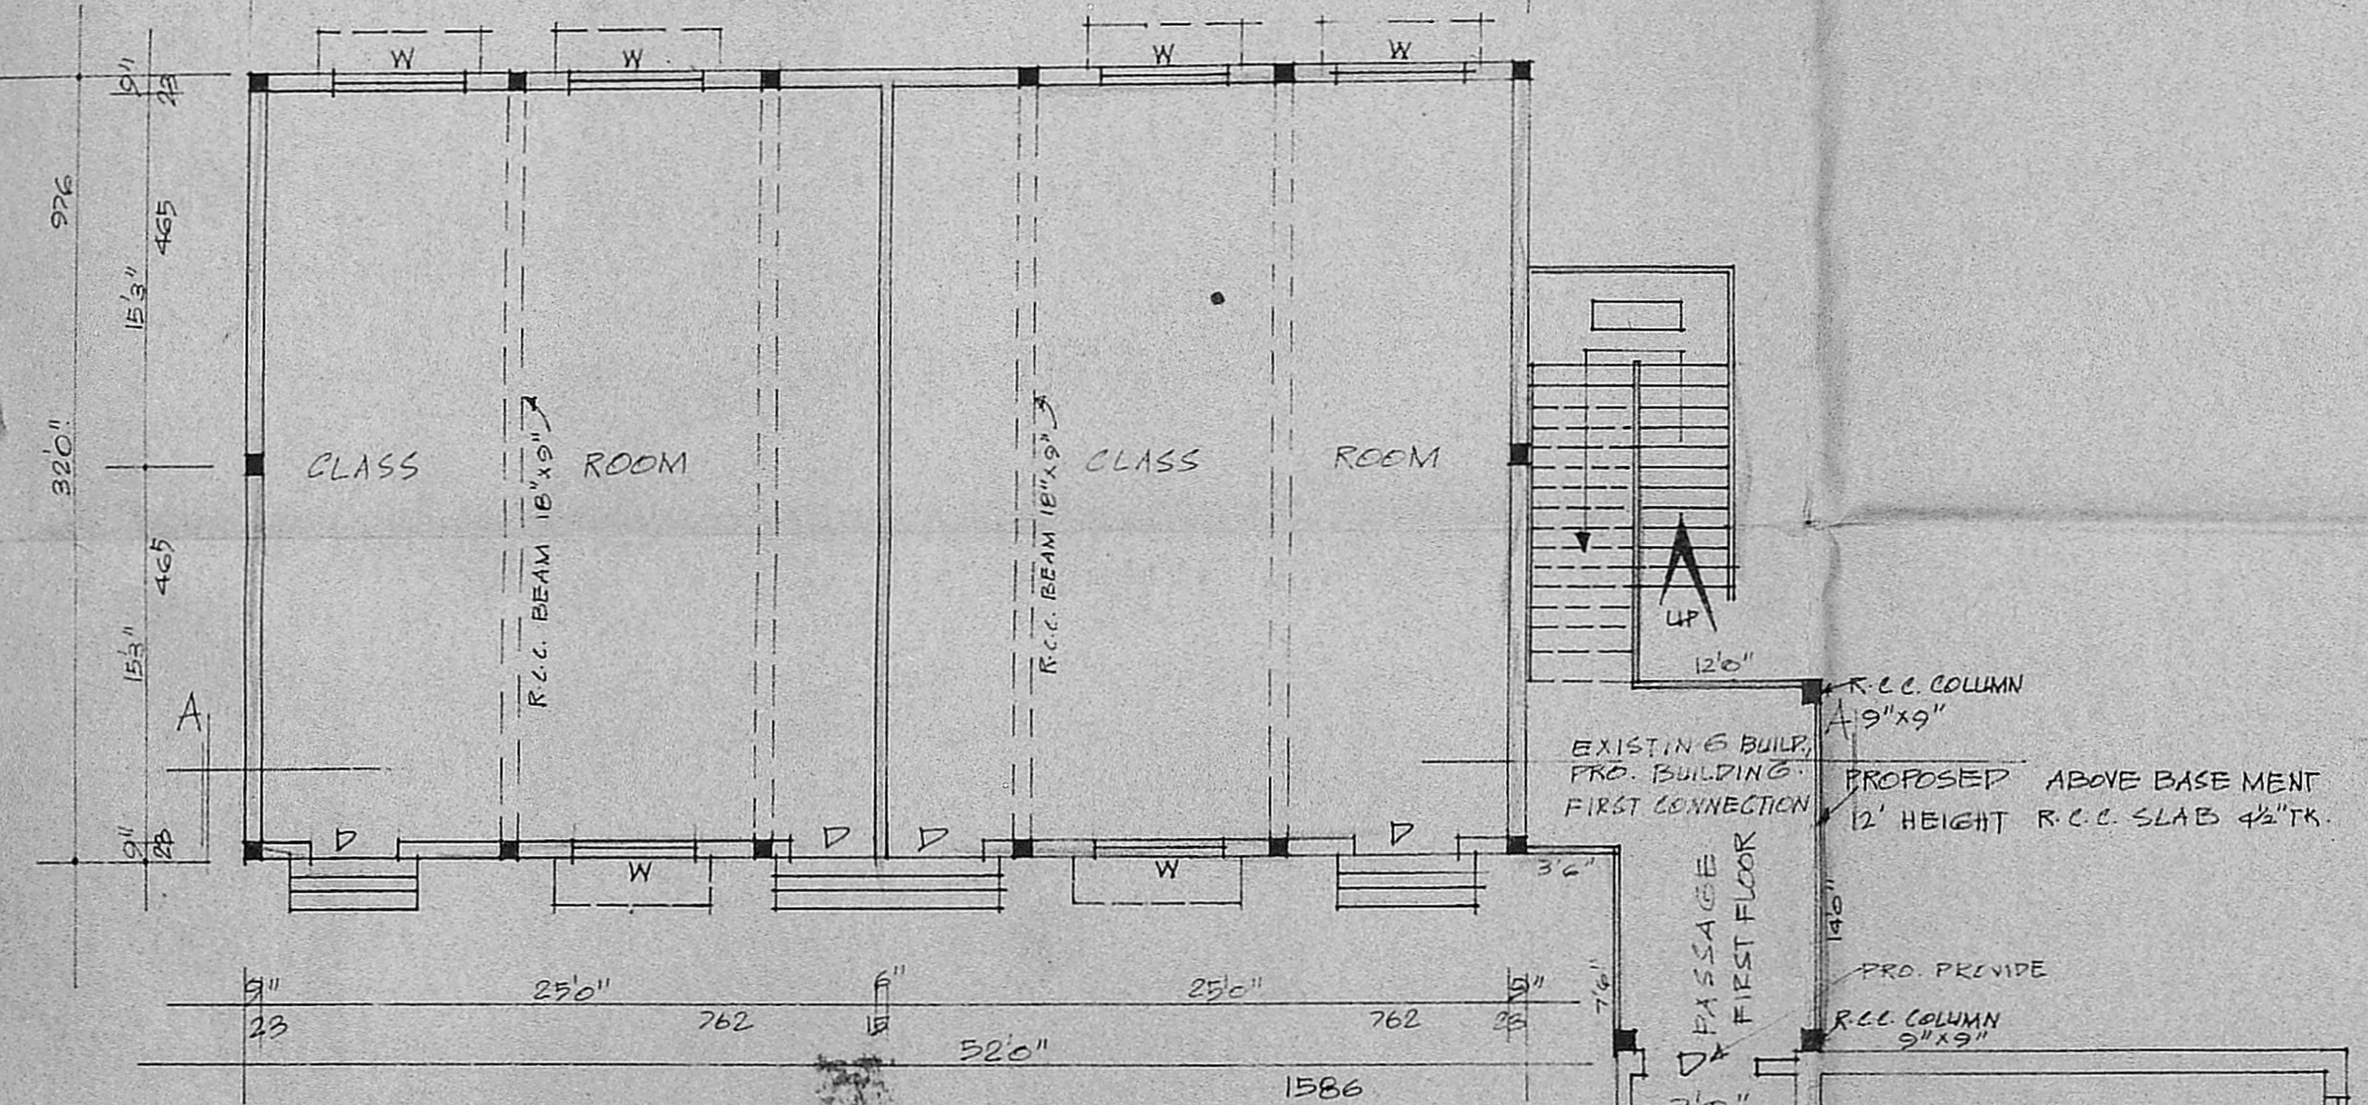 W
W
W
W
9"
23
976
465
15'3"
32'0"
CLASS ROOM
CLASS ROOM
R.C.C. BEAM 18"x9"
R.C.C. BEAM 18"x9"
465
15'3"
UP
12'0"
R.C.C. COLUMN
9"x9"
A
A
EXISTING BUILD,
PRO. BUILDING.
FIRST CONNECTION
PROPOSED ABOVE BASE MENT
12' HEIGHT R.C.C. SLAB 4½"TK.
9"
23
D
W
D
D
W
D
3'6"
PASSAGE
FIRST FLOOR
14'0"
7'6"
PRO. PROVIDE
R.C.C. COLUMN
9"x9"
D
9" 25'0" 6" 25'0" 9"
23 762 15 762 23
52'0"
1586